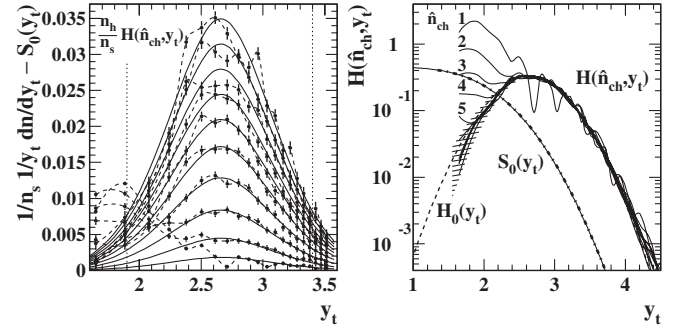 1/n_s 1/y_t dn/dy_t − S_0(y_t)
0.035
0.03
0.025
0.02
0.015
0.01
0.005
0
n_h/n_s H(n̂_ch,y_t)
2
2.5
3
3.5
y_t
H(n̂_ch,y_t)
1
10^-1
10^-2
10^-3
n̂_ch
1
2
3
4
5
H(n̂_ch,y_t)
S_0(y_t)
H_0(y_t)
1
2
3
4
y_t